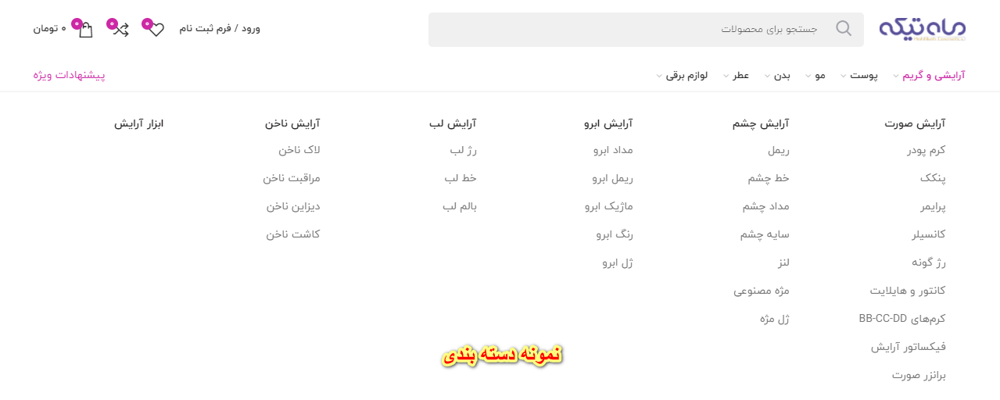 ماه تیکه
جستجو برای محصولات
ورود / فرم ثبت نام
۰
۰
۰
۰ تومان
آرایشی و گریم
پوست
مو
بدن
عطر
لوازم برقی
پیشنهادات ویژه
آرایش صورت
کرم پودر
پنکک
پرایمر
کانسیلر
رژ گونه
کانتور و هایلایت
کرم‌های BB-CC-DD
فیکساتور آرایش
برانزر صورت
آرایش چشم
ریمل
خط چشم
مداد چشم
سایه چشم
لنز
مژه مصنوعی
ژل مژه
آرایش ابرو
مداد ابرو
ریمل ابرو
ماژیک ابرو
رنگ ابرو
ژل ابرو
آرایش لب
رژ لب
خط لب
بالم لب
آرایش ناخن
لاک ناخن
مراقبت ناخن
دیزاین ناخن
کاشت ناخن
ابزار آرایش
نمونه دسته بندی